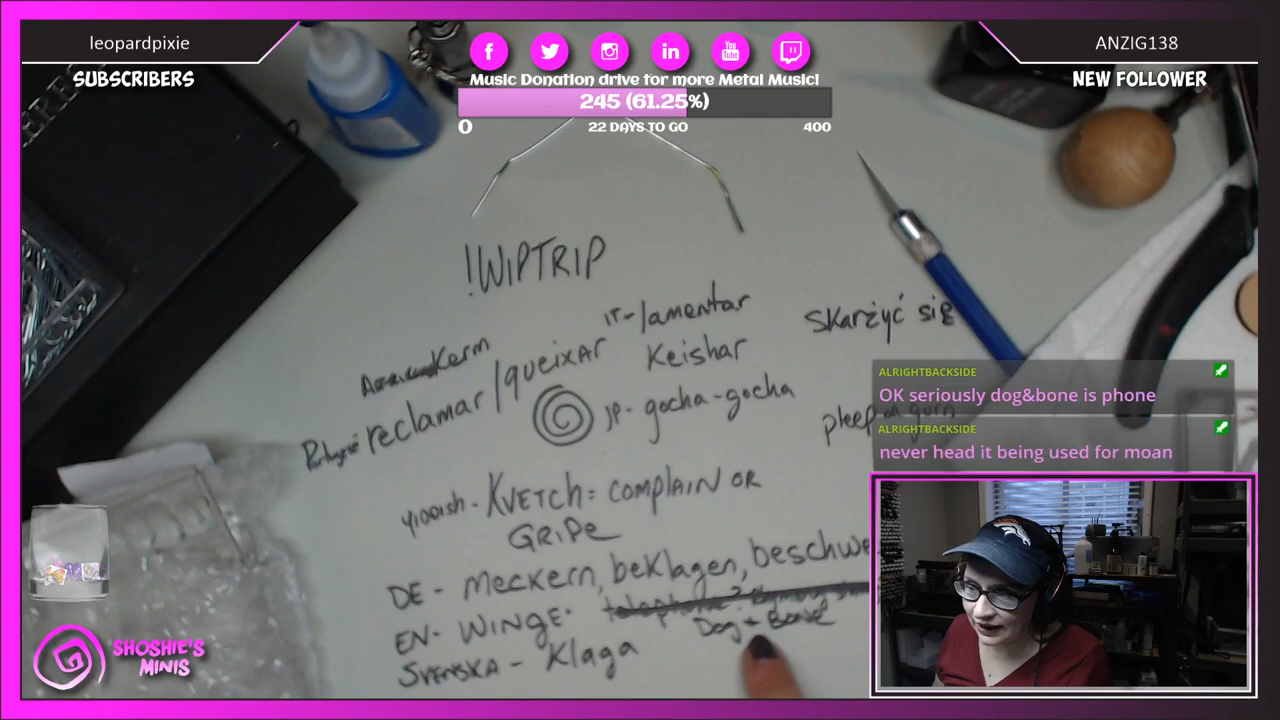 leopardpixie
SUBSCRIBERS
ANZIG138
NEW FOLLOWER
Music Donation drive for more Metal Music!
245 (61.25%)
0
22 DAYS TO GO
400
!WIPTRIP
IT-lamentar
Skarżyć się
Kerm
Keishar
reclamar/queixar
JP- gocha-gocha
OK seriously dog&bone is phone
ALRIGHTBACKSIDE
never head it being used for moan
ALRIGHTBACKSIDE
YIDDISH- KVETCH = COMPLAIN OR
GRIPE
DE- Meckern, beklagen, beschwe
EN- WINGE-
Dog + Bone
SVENSKA - Klaga
SHOSHIE'S
MINIS